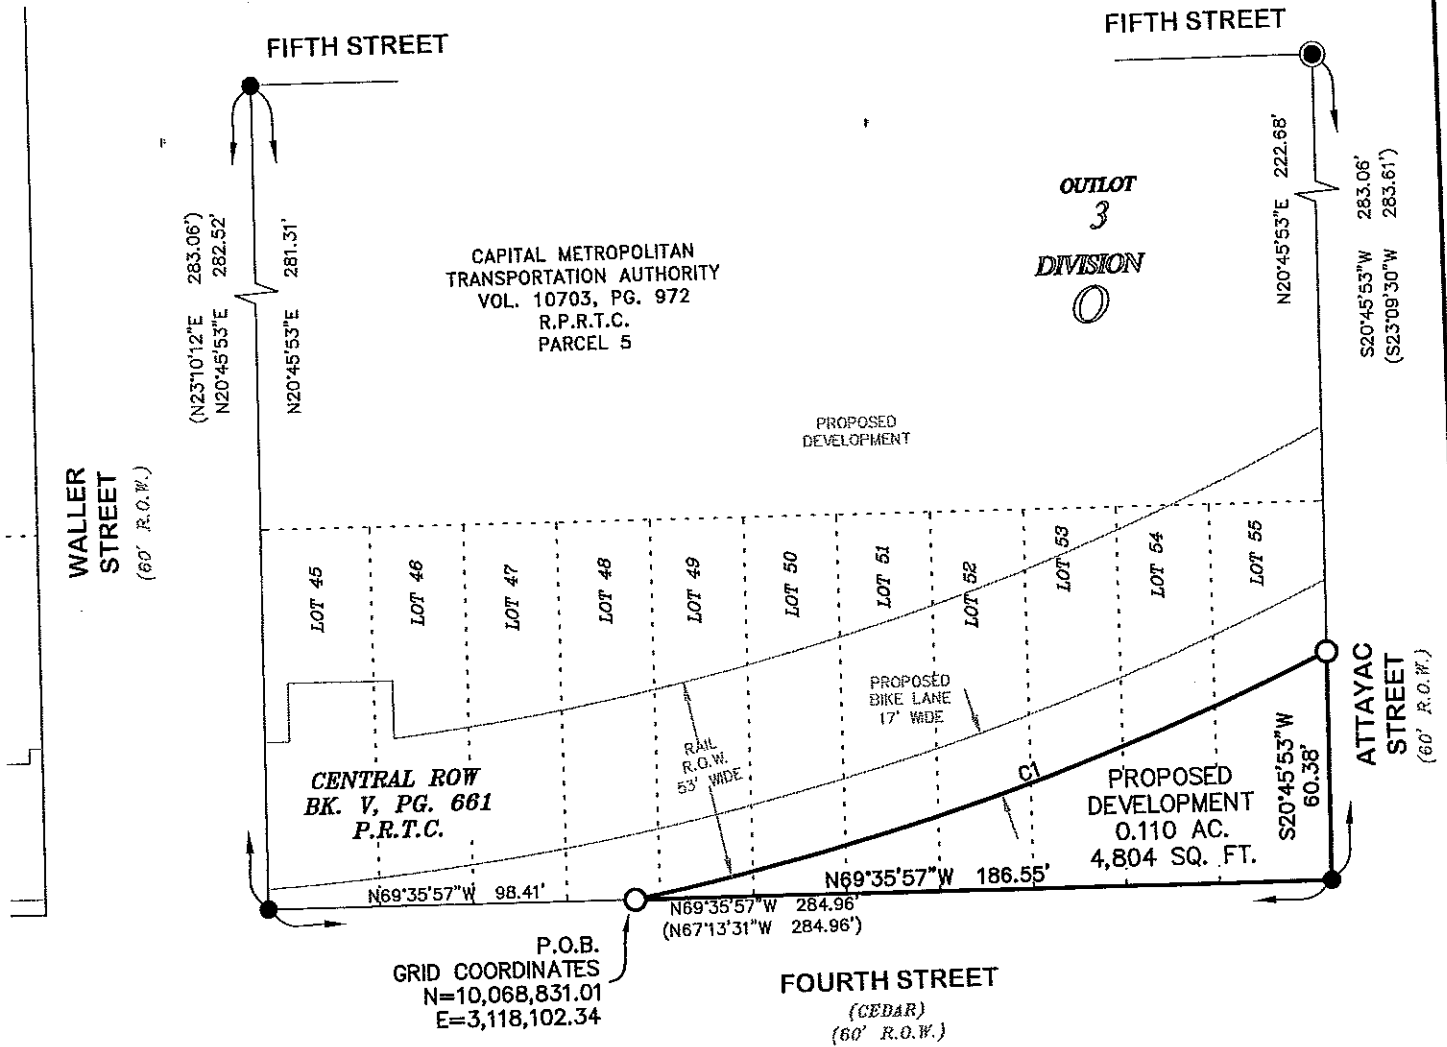 FIFTH STREET
FIFTH STREET
(N23°10'12"E 283.06')
N20°45'53"E 282.52'
N20°45'53"E 281.31'
CAPITAL METROPOLITAN
TRANSPORTATION AUTHORITY
VOL. 10703, PG. 972
R.P.R.T.C.
PARCEL 5
OUTLOT
3
DIVISION
O
N20°45'53"E 222.68'
S20°45'53"W 283.06'
(S23°09'30"W 283.61')
PROPOSED
DEVELOPMENT
WALLER
STREET
(60' R.O.W.)
LOT 45
LOT 46
LOT 47
LOT 48
LOT 49
LOT 50
LOT 51
LOT 52
LOT 53
LOT 54
LOT 55
PROPOSED
BIKE LANE
17' WIDE
RAIL
R.O.W.
53' WIDE
CENTRAL ROW
BK. V, PG. 661
P.R.T.C.
C1
PROPOSED
DEVELOPMENT
0.110 AC.
4,804 SQ. FT.
S20°45'53"W
60.38'
ATTAYAC
STREET
(60' R.O.W.)
N69°35'57"W 98.41'
N69°35'57"W 186.55'
N69°35'57"W 284.96'
(N67°13'31"W 284.96')
P.O.B.
GRID COORDINATES
N=10,068,831.01
E=3,118,102.34
FOURTH STREET
(CEDAR)
(60' R.O.W.)